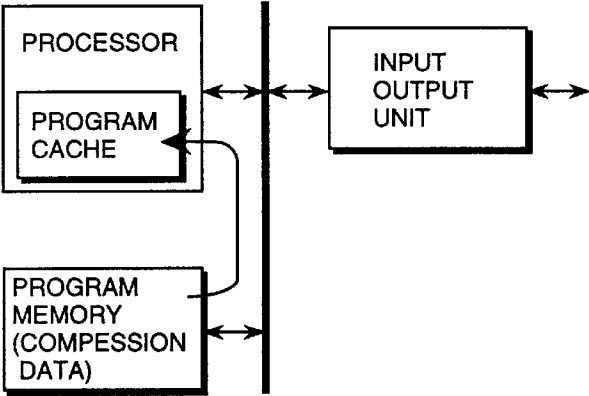 PROCESSOR
PROGRAM
CACHE
INPUT
OUTPUT
UNIT
PROGRAM
MEMORY
(COMPESSION
DATA)